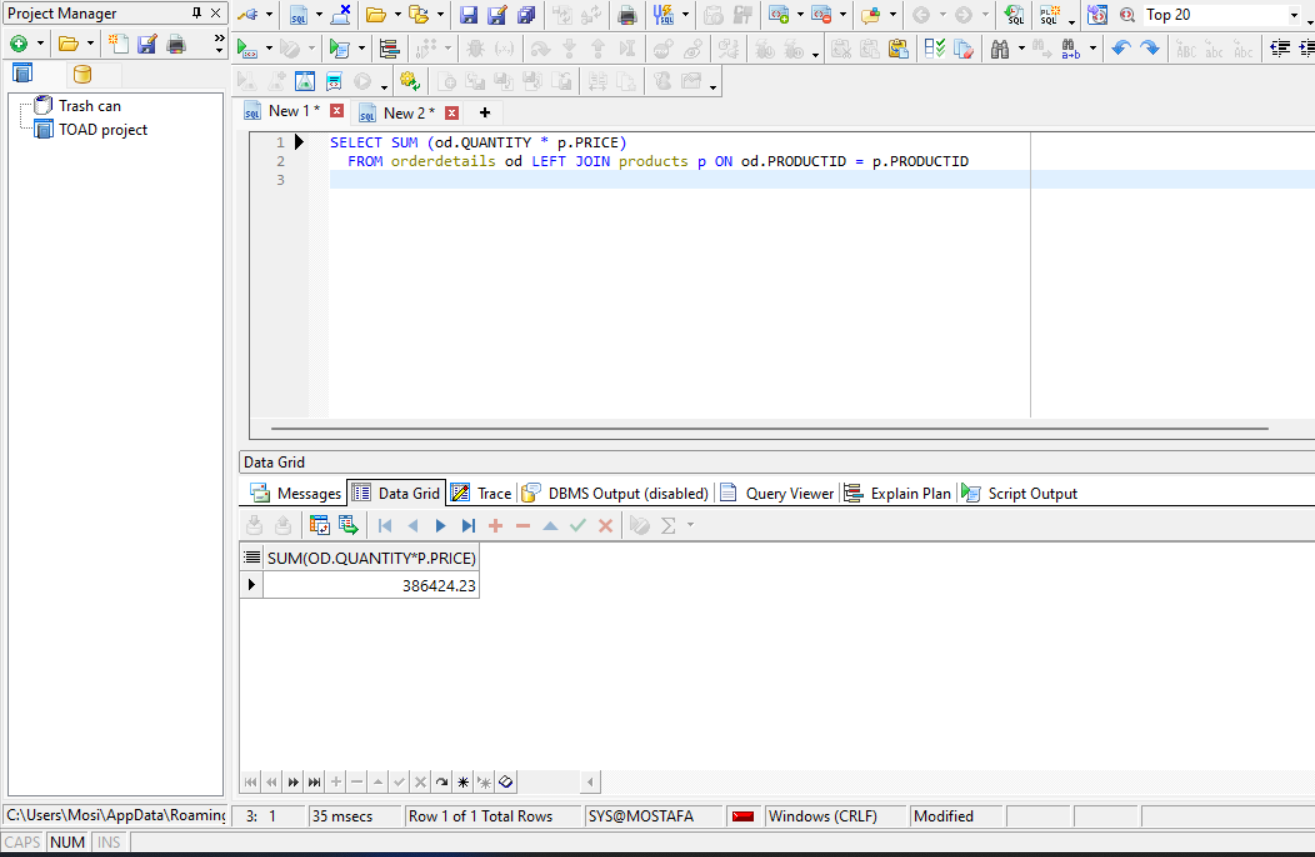 Project Manager
Top 20
Trash can
TOAD project
New 1 *
New 2 *
+
1 SELECT SUM (od.QUANTITY * p.PRICE)
2 FROM orderdetails od LEFT JOIN products p ON od.PRODUCTID = p.PRODUCTID
3
Data Grid
Messages Data Grid Trace DBMS Output (disabled) Query Viewer Explain Plan Script Output
SUM(OD.QUANTITY*P.PRICE)
386424.23
C:\Users\Mosi\AppData\Roaming 3: 1 35 msecs Row 1 of 1 Total Rows SYS@MOSTAFA Windows (CRLF) Modified
CAPS NUM INS